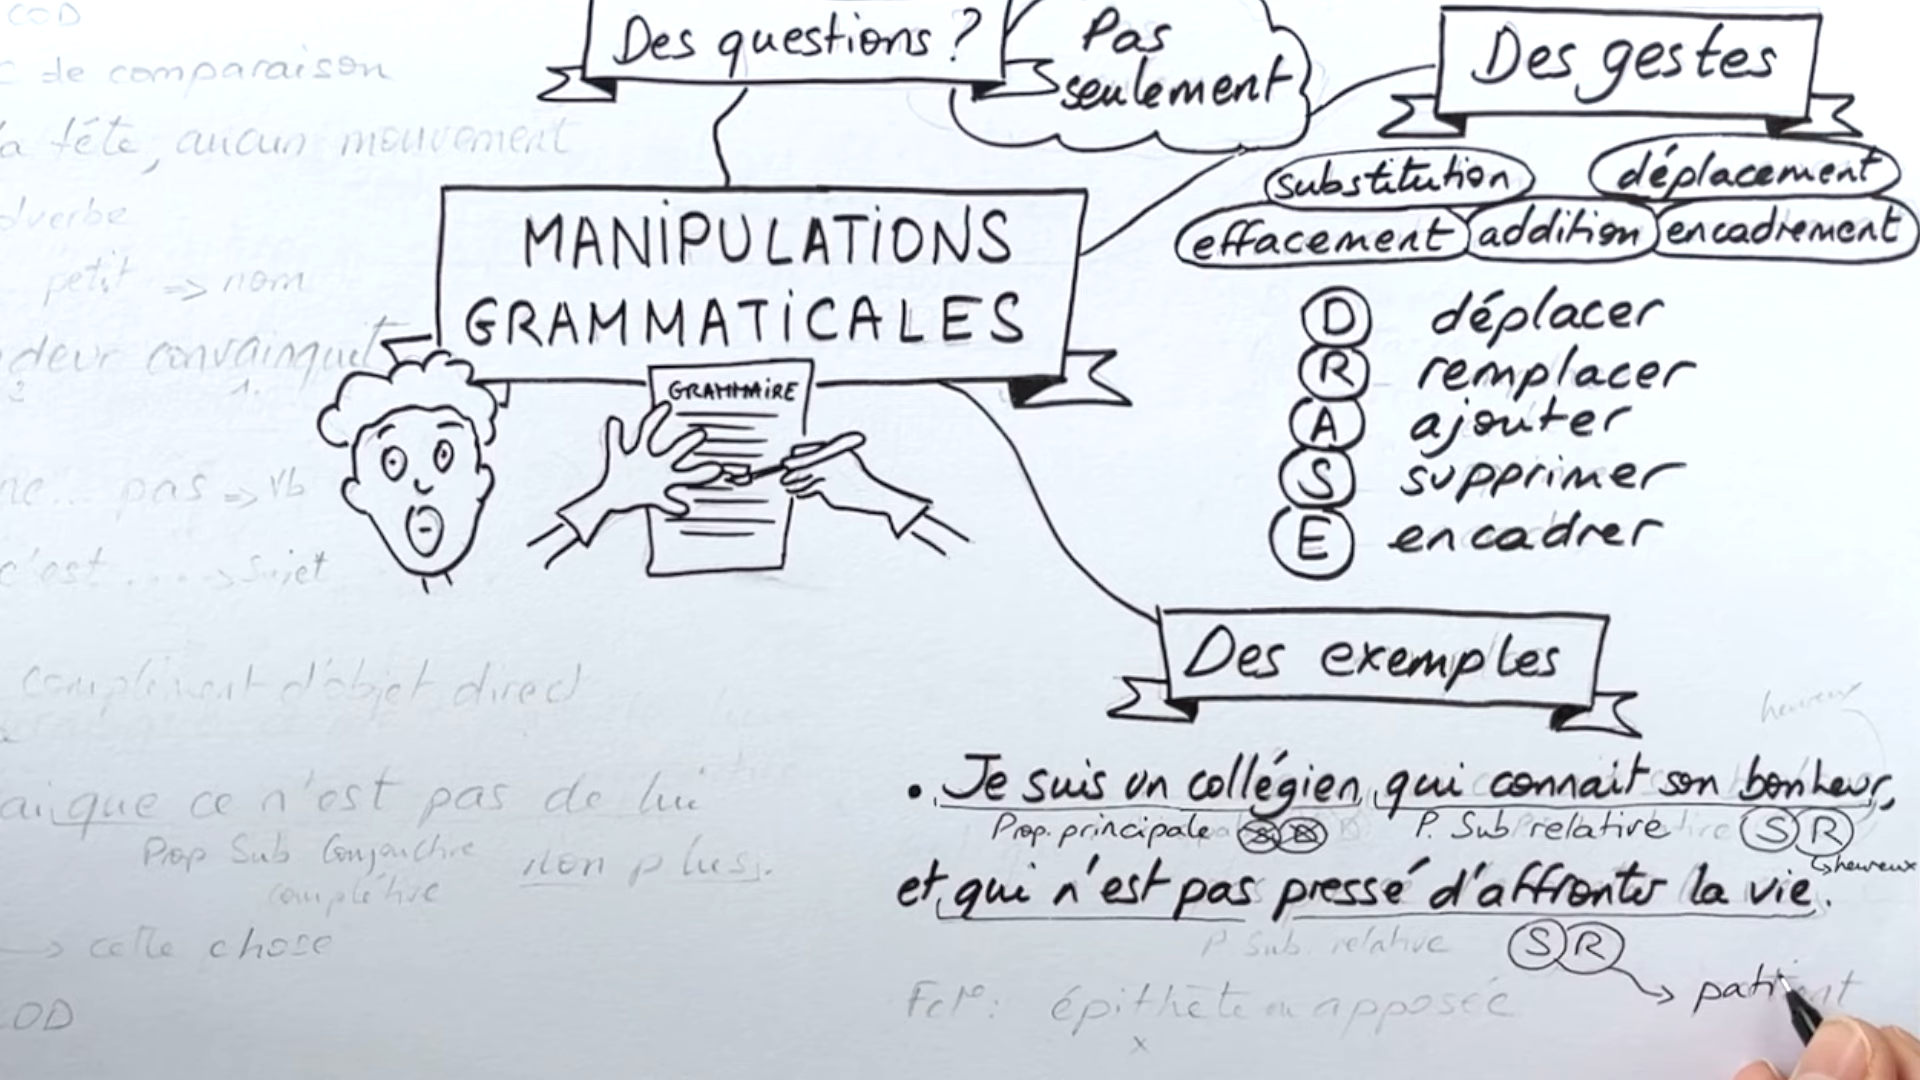 Des questions ?
Pas
seulement
Des gestes
substitution
déplacement
effacement
addition
encadrement
MANIPULATIONS
GRAMMATICALES
GRAMMAIRE
D déplacer
R remplacer
A ajouter
S supprimer
E encadrer
Des exemples
heureux
• Je suis un collégien, qui connait son bonheur,
Prop. principale
P. Sub relative S R
↳ heureux
et qui n'est pas pressé d'affronter la vie.
P. Sub. relative S R
→ patient
Fct°: épithète ou apposée
x
COD
de comparaison
tête, aucun mouvement
petit => nom
deur convainquit
pas => vb
c'est ....-> Sujet
complément d'objet direct
que ce n'est pas de lui
Prop Sub Conjonctive
complétive
non plus.
-> cette chose
OD